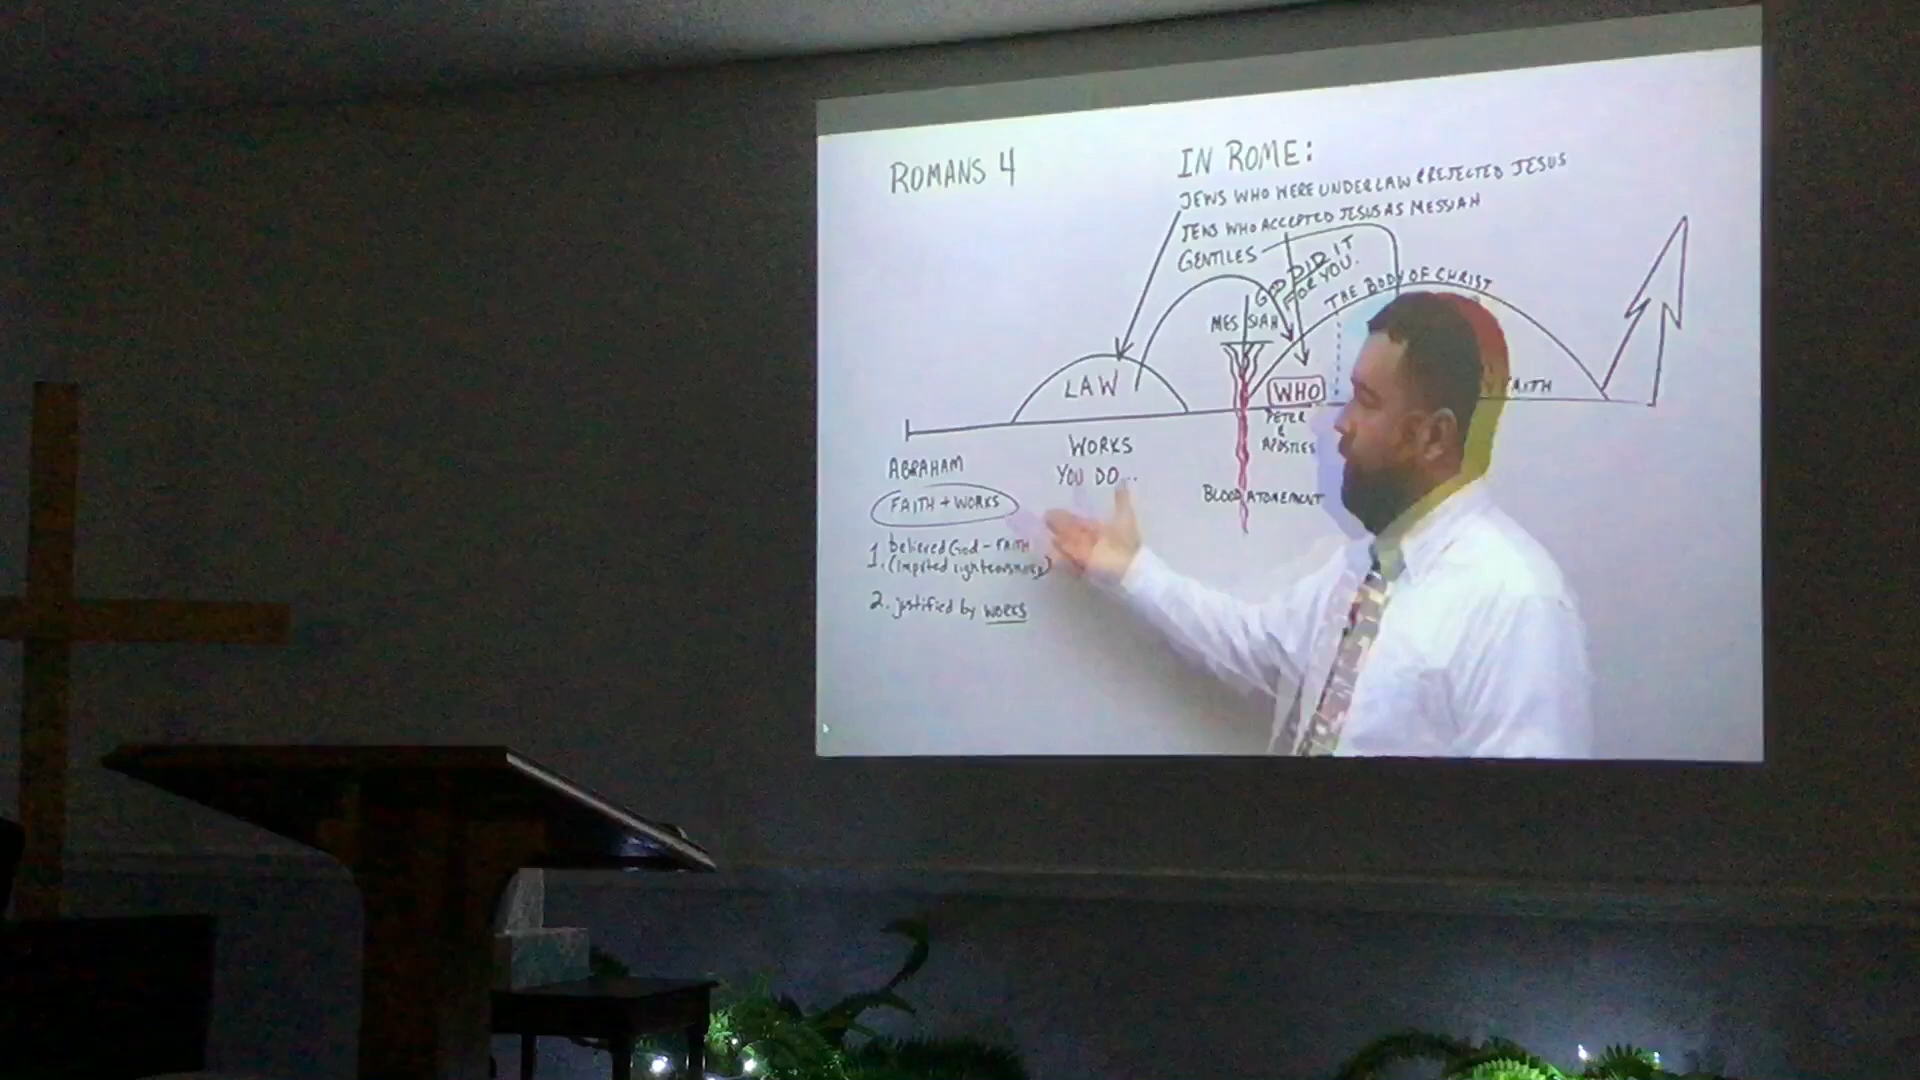 ROMANS 4
IN ROME:
JEWS WHO WERE UNDER LAW & REJECTED JESUS
JEWS WHO ACCEPTED JESUS AS MESSIAH
GENTILES
GOD DID IT
FOR YOU.
THE BODY OF CHRIST
MESSIAH
LAW
WHO
FAITH
PETER
&
APOSTLES
WORKS
YOU DO...
BLOOD ATONEMENT
ABRAHAM
FAITH + WORKS
1. believed God - FAITH
(imputed righteousness)
2. justified by WORKS